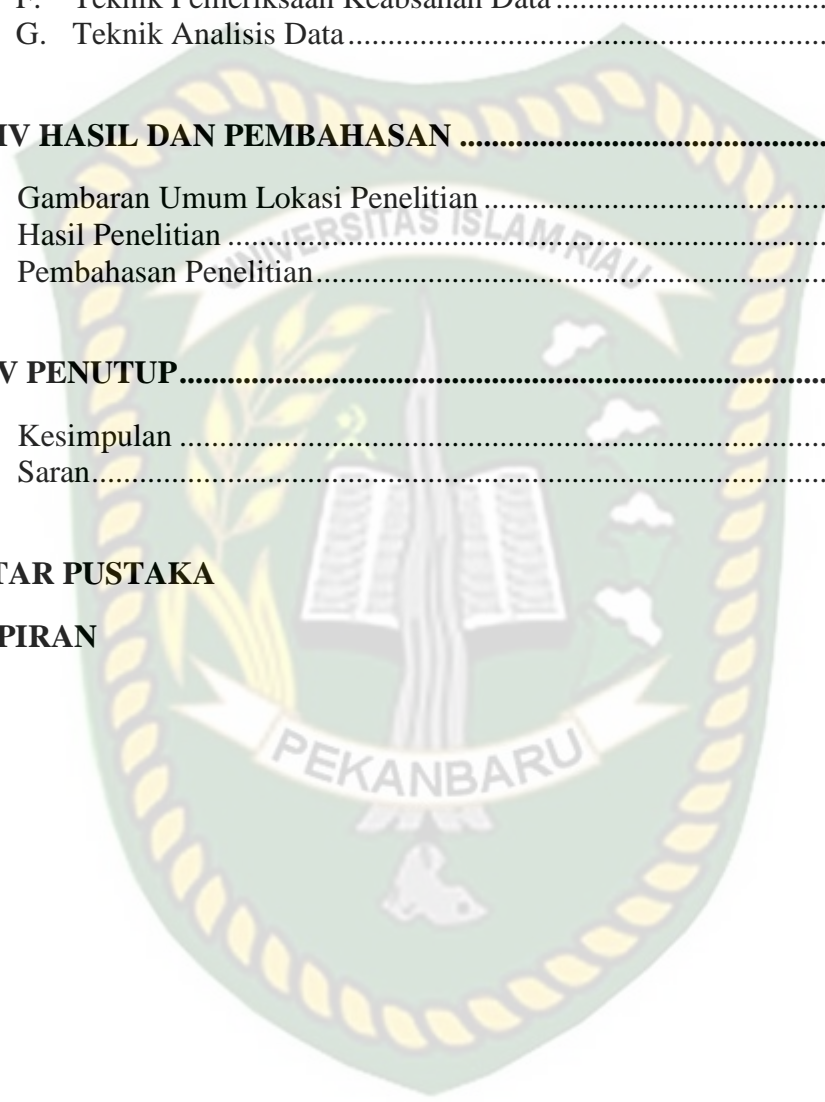 F. Teknik Pemeriksaan Keabsahan Data ..........................................
G. Teknik Analisis Data ..........................................................................
IV HASIL DAN PEMBAHASAN ..........................................................
Gambaran Umum Lokasi Penelitian ..........................................................
Hasil Penelitian ..........................................................................................
Pembahasan Penelitian ..............................................................................
UNIVERSITAS ISLAM RIAU
V PENUTUP ............................................................................................
Kesimpulan ................................................................................................
Saran ..........................................................................................................
TAR PUSTAKA
PIRAN
PEKANBARU